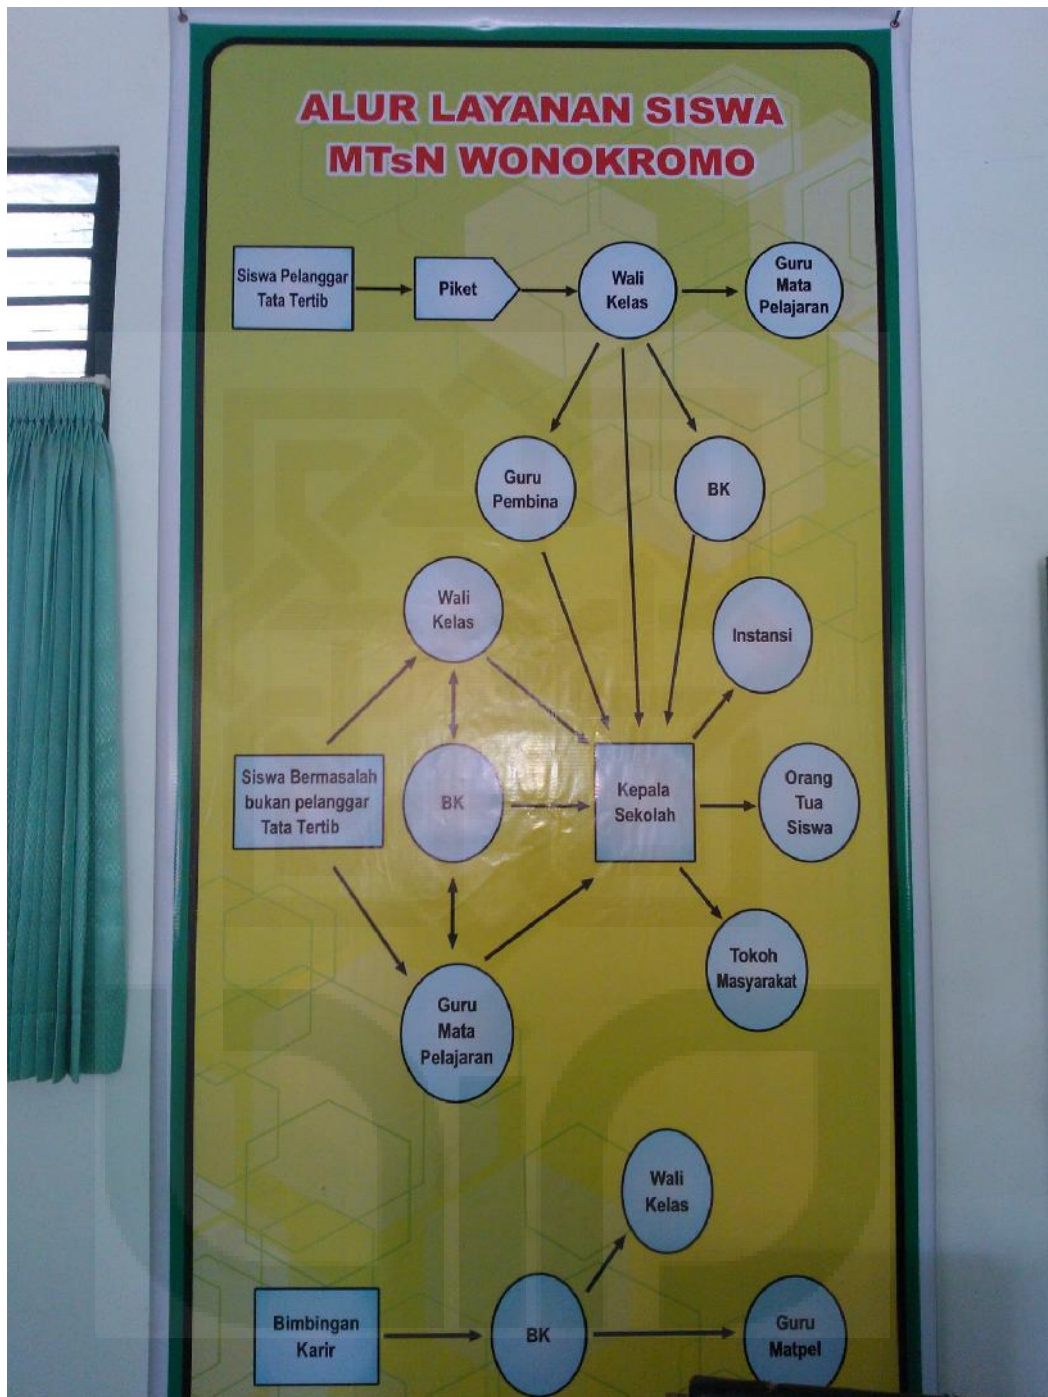 ALUR LAYANAN SISWA
MTsN WONOKROMO
Siswa Pelanggar
Tata Tertib
Piket
Wali
Kelas
Guru
Mata
Pelajaran
Guru
Pembina
BK
Wali
Kelas
Instansi
Siswa Bermasalah
bukan pelanggar
Tata Tertib
BK
Kepala
Sekolah
Orang
Tua
Siswa
Tokoh
Masyarakat
Guru
Mata
Pelajaran
Wali
Kelas
Bimbingan
Karir
BK
Guru
Matpel